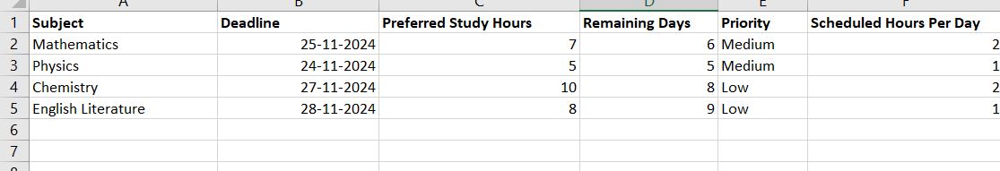 A B C D E F
1 Subject Deadline Preferred Study Hours Remaining Days Priority Scheduled Hours Per Day
2 Mathematics 25-11-2024 7 6 Medium 2
3 Physics 24-11-2024 5 5 Medium 1
4 Chemistry 27-11-2024 10 8 Low 2
5 English Literature 28-11-2024 8 9 Low 1
6
7